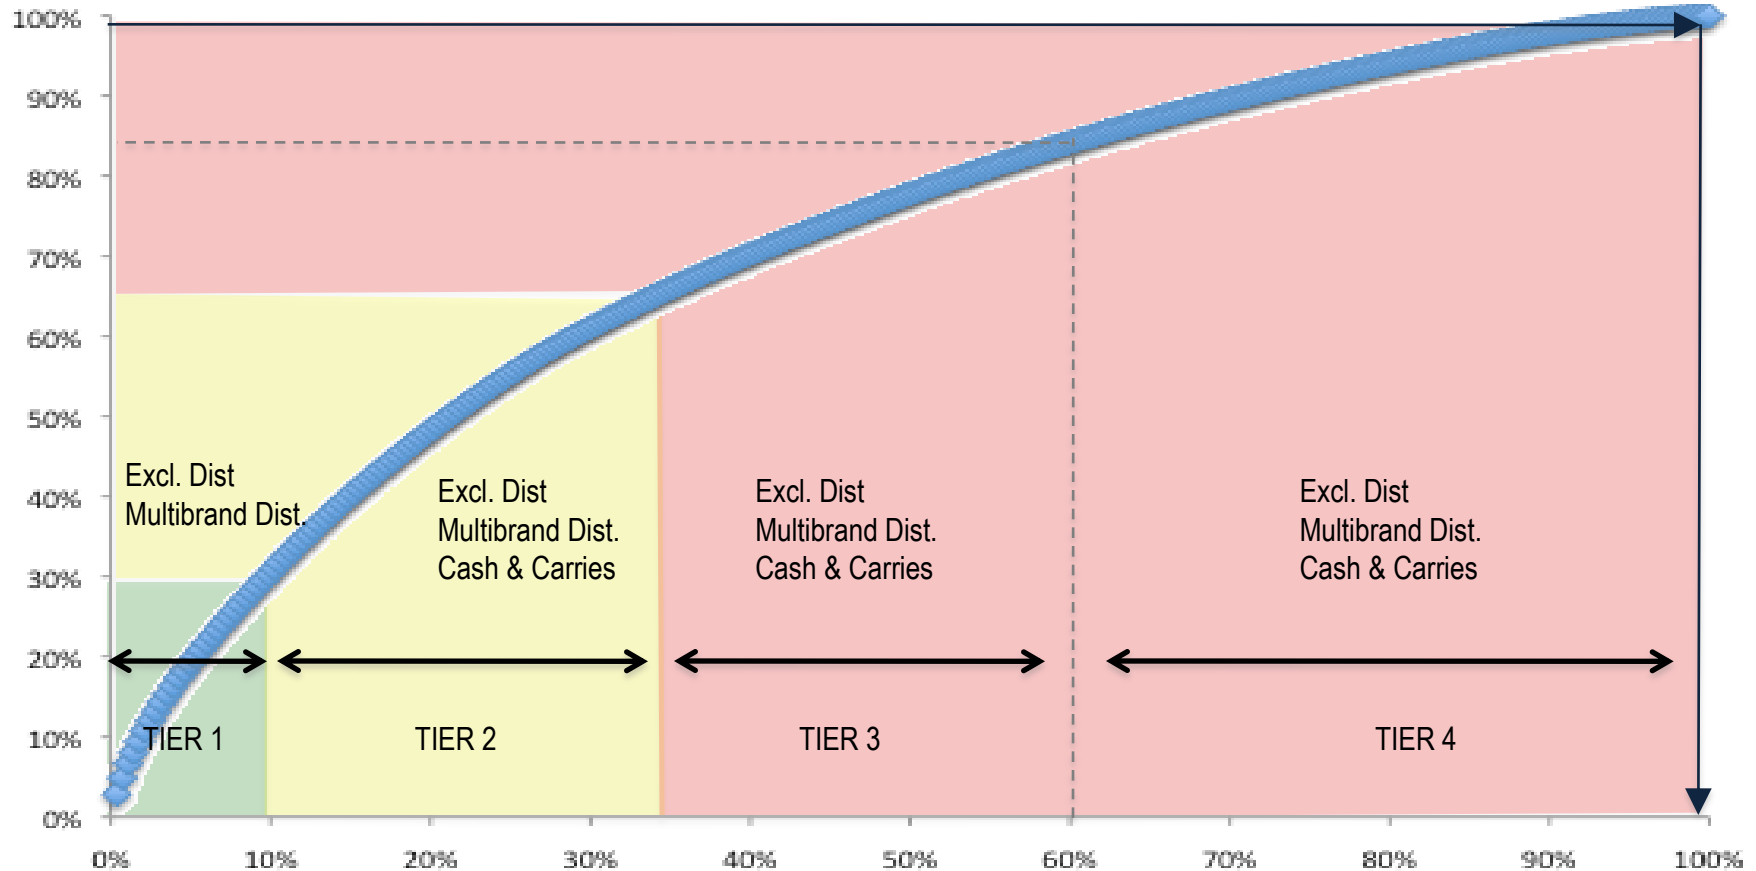 100%
90%
80%
70%
60%
50%
40%
30%
20%
10%
0%
Excl. Dist
Multibrand Dist.
Excl. Dist
Multibrand Dist.
Cash & Carries
Excl. Dist
Multibrand Dist.
Cash & Carries
Excl. Dist
Multibrand Dist.
Cash & Carries
TIER 1
TIER 2
TIER 3
TIER 4
0% 10% 20% 30% 40% 50% 60% 70% 80% 90% 100%